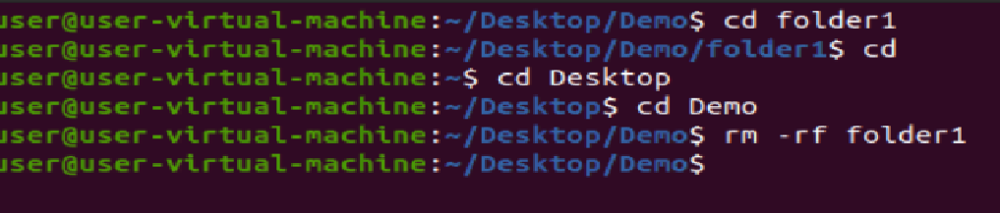 user@user-virtual-machine:~/Desktop/Demo$ cd folder1
user@user-virtual-machine:~/Desktop/Demo/folder1$ cd
user@user-virtual-machine:~$ cd Desktop
user@user-virtual-machine:~/Desktop$ cd Demo
user@user-virtual-machine:~/Desktop/Demo$ rm -rf folder1
user@user-virtual-machine:~/Desktop/Demo$